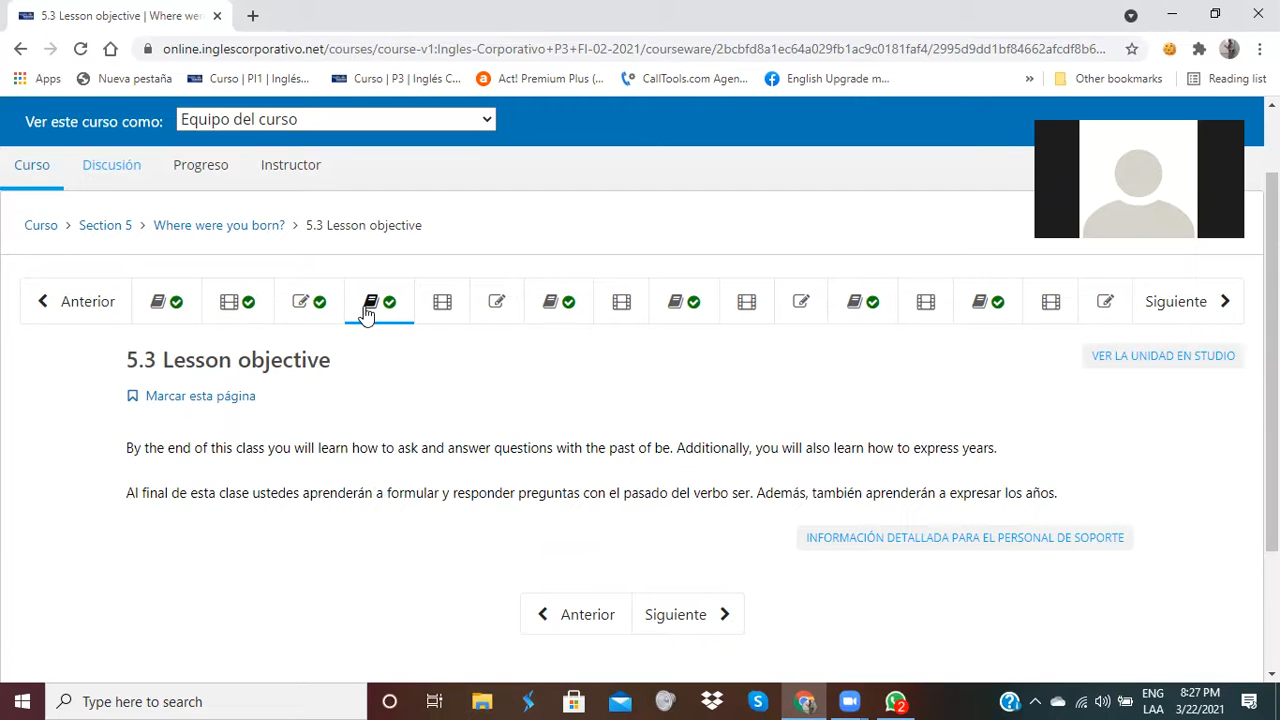 5.3 Lesson objective | Where wer
online.inglescorporativo.net/courses/course-v1:Ingles-Corporativo+P3+FI-02-2021/courseware/2bcbfd8a1ec64a029fb1ac9c0181faf4/2995d9dd1bf84662afcdf8b6...
Apps
Nueva pestaña
Curso | PI1 | Inglés...
Curso | P3 | Inglés C...
Act! Premium Plus (...
CallTools.com Agen...
English Upgrade m...
»
Other bookmarks
Reading list
Ver este curso como:
Equipo del curso
Curso
Discusión
Progreso
Instructor
Curso > Section 5 > Where were you born? > 5.3 Lesson objective
Anterior
Siguiente
5.3 Lesson objective
VER LA UNIDAD EN STUDIO
Marcar esta página
By the end of this class you will learn how to ask and answer questions with the past of be. Additionally, you will also learn how to express years.
Al final de esta clase ustedes aprenderán a formular y responder preguntas con el pasado del verbo ser. Además, también aprenderán a expresar los años.
INFORMACIÓN DETALLADA PARA EL PERSONAL DE SOPORTE
Anterior
Siguiente
Type here to search
2
ENG
LAA
8:27 PM
3/22/2021